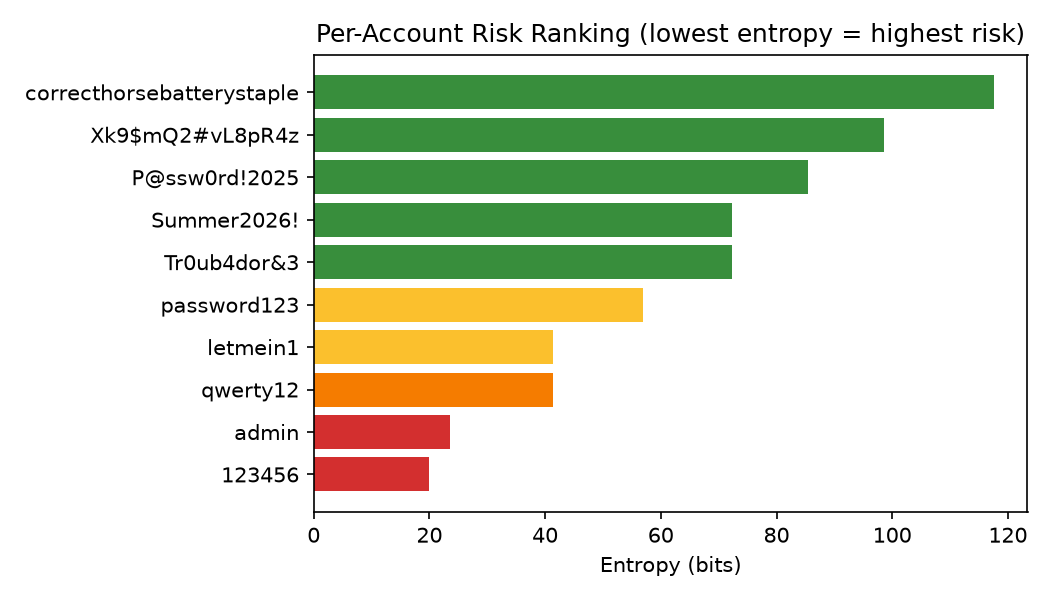 Per-Account Risk Ranking (lowest entropy = highest risk)
correcthorsebatterystaple
Xk9$mQ2#vL8pR4z
P@ssw0rd!2025
Summer2026!
Tr0ub4dor&3
password123
letmein1
qwerty12
admin
123456
0 20 40 60 80 100 120
Entropy (bits)